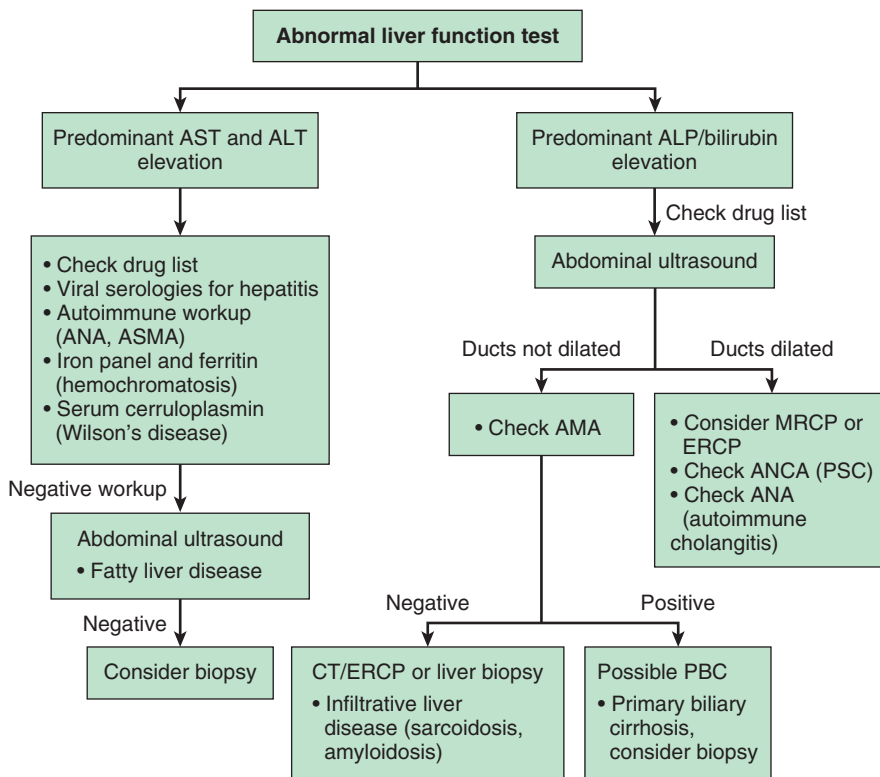 Abnormal liver function test
Predominant AST and ALT
elevation
Predominant ALP/bilirubin
elevation
Check drug list
• Check drug list
• Viral serologies for hepatitis
• Autoimmune workup
(ANA, ASMA)
• Iron panel and ferritin
(hemochromatosis)
• Serum cerruloplasmin
(Wilson's disease)
Abdominal ultrasound
Ducts not dilated
Ducts dilated
• Check AMA
• Consider MRCP or
ERCP
• Check ANCA (PSC)
• Check ANA
(autoimmune
cholangitis)
Negative workup
Abdominal ultrasound
• Fatty liver disease
Negative
Consider biopsy
Negative
Positive
CT/ERCP or liver biopsy
• Infiltrative liver
disease (sarcoidosis,
amyloidosis)
Possible PBC
• Primary biliary
cirrhosis,
consider biopsy